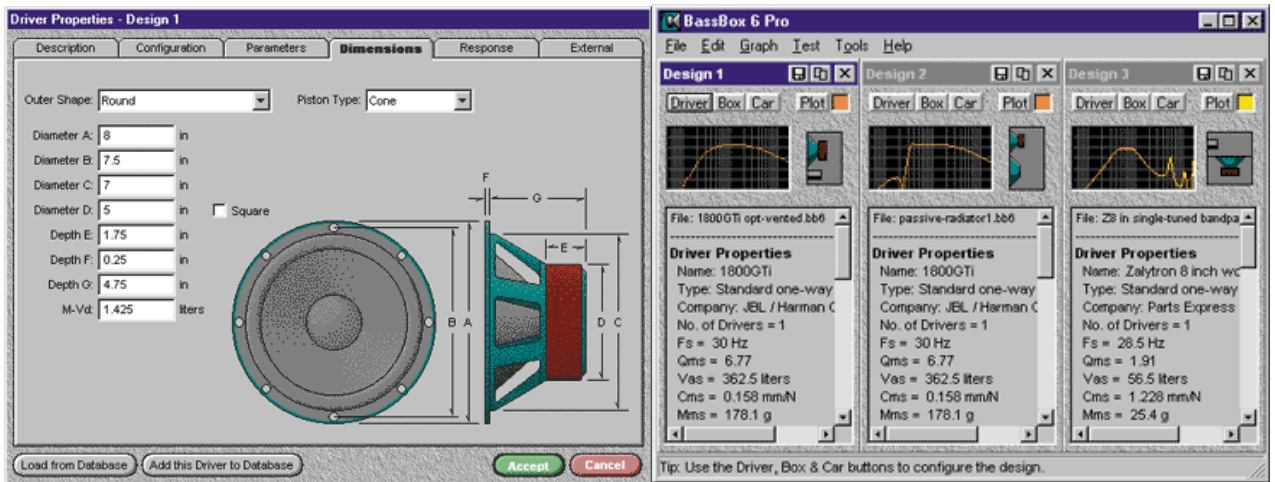 Driver Properties - Design 1
Description Configuration Parameters Dimensions Response External
Outer Shape: Round Piston Type: Cone
Diameter A: 8 in
Diameter B: 7.5 in
Diameter C: 7 in
Diameter D: 5 in Square
Depth E: 1.75 in
Depth F: 0.25 in
Depth G: 4.75 in
M-Vd: 1.425 liters
F
G
E
B A D C
Load from Database Add this Driver to Database Accept Cancel
BassBox 6 Pro
File Edit Graph Test Tools Help
Design 1
Driver Box Car Plot
File: 1800GTi opt-vented.bb6
Driver Properties
Name: 1800GTi
Type: Standard one-way
Company: JBL / Harman
No. of Drivers = 1
Fs = 30 Hz
Qms = 6.77
Vas = 362.5 liters
Cms = 0.158 mm/N
Mms = 178.1 g
Design 2
Driver Box Car Plot
File: passive-radiator1.bb6
Driver Properties
Name: 1800GTi
Type: Standard one-way
Company: JBL / Harman
No. of Drivers = 1
Fs = 30 Hz
Qms = 6.77
Vas = 362.5 liters
Cms = 0.158 mm/N
Mms = 178.1 g
Design 3
Driver Box Car Plot
File: Z8 in single-tuned bandpa
Driver Properties
Name: Zalytron 8 inch
Type: Standard one-way
Company: Parts Express
No. of Drivers = 1
Fs = 28.5 Hz
Qms = 1.91
Vas = 56.5 liters
Cms = 1.228 mm/N
Mms = 25.4 g
Tip: Use the Driver, Box & Car buttons to configure the design.